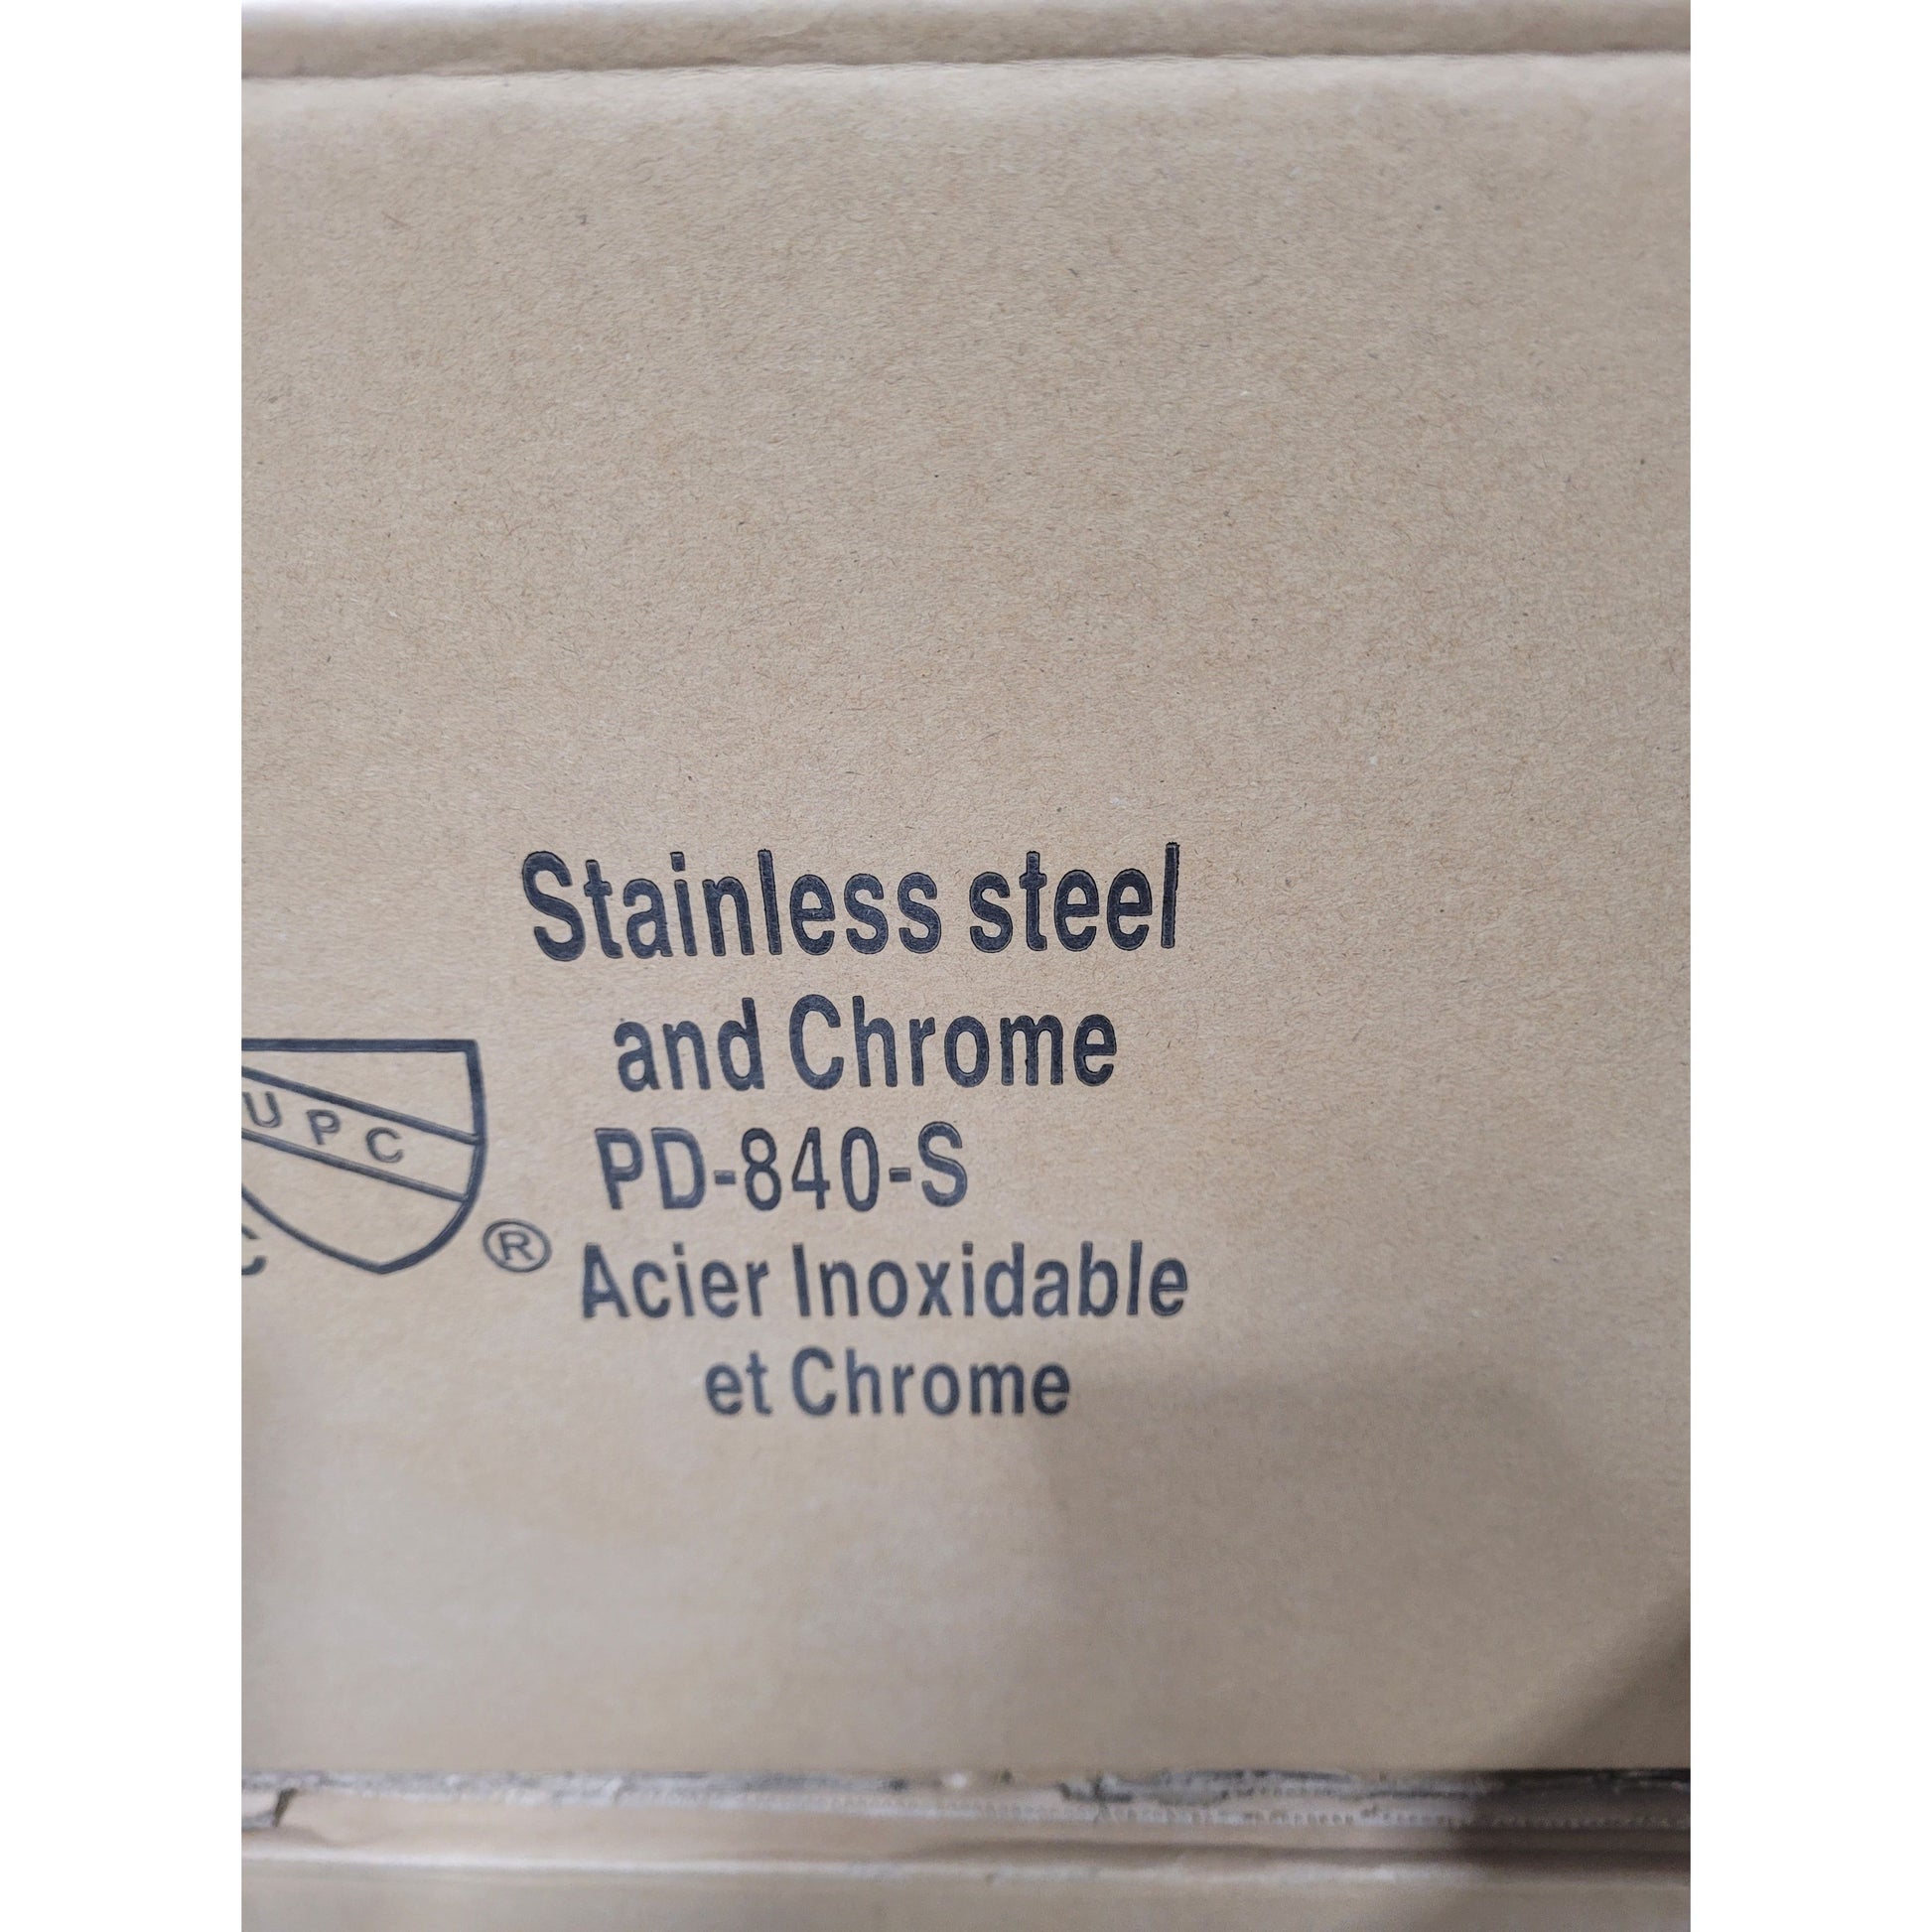 Stainless steel
and Chrome
UPC
PD-840-S
®
Acier Inoxidable
et Chrome